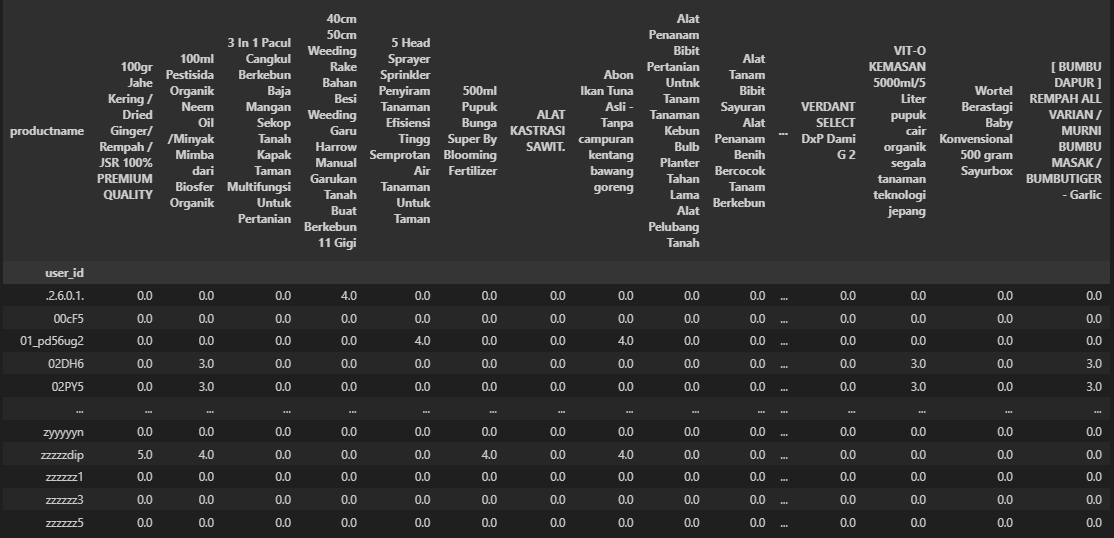 productname
100gr
Jahe
Kering /
Dried
Ginger/
Rempah /
JSR 100%
PREMIUM
QUALITY
100ml
Pestisida
Organik
Neem
Oil
/Minyak
Mimba
dari
Biosfer
Organik
3 In 1 Pacul
Cangkul
Berkebun
Baja
Mangan
Sekop
Tanah
Kapak
Taman
Multifungsi
Untuk
Pertanian
40cm
50cm
Weeding
Rake
Bahan
Besi
Weeding
Garu
Harrow
Manual
Garukan
Tanah
Buat
Berkebun
11 Gigi
5 Head
Sprayer
Sprinkler
Penyiram
Tanaman
Efisiensi
Tingg
Semprotan
Air
Tanaman
Untuk
Taman
500ml
Pupuk
Bunga
Super By
Blooming
Fertilizer
ALAT
KASTRASI
SAWIT.
Abon
Ikan Tuna
Asli -
Tanpa
campuran
kentang
bawang
goreng
Alat
Penanam
Bibit
Pertanian
Untnk
Tanam
Tanaman
Kebun
Bulb
Planter
Tahan
Lama
Alat
Pelubang
Tanah
Alat
Tanam
Bibit
Sayuran
Alat
Penanam
Benih
Bercocok
Tanam
Berkebun
...
VERDANT
SELECT
DxP Dami
G 2
VIT-O
KEMASAN
5000ml/5
Liter
pupuk
cair
organik
segala
tanaman
teknologi
jepang
Wortel
Berastagi
Baby
Konvensional
500 gram
Sayurbox
[ BUMBU
DAPUR ]
REMPAH ALL
VARIAN /
MURNI
BUMBU
MASAK /
BUMBUTIGER
- Garlic
user_id
.2.6.0.1. 0.0 0.0 0.0 4.0 0.0 0.0 0.0 0.0 0.0 0.0 ... 0.0 0.0 0.0 0.0
00cF5 0.0 0.0 0.0 0.0 0.0 0.0 0.0 0.0 0.0 0.0 ... 0.0 0.0 0.0 0.0
01_pd56ug2 0.0 0.0 0.0 0.0 4.0 0.0 0.0 4.0 0.0 0.0 ... 0.0 0.0 0.0 0.0
02DH6 0.0 3.0 0.0 0.0 0.0 0.0 0.0 0.0 0.0 0.0 ... 0.0 3.0 0.0 3.0
02PY5 0.0 3.0 0.0 0.0 0.0 0.0 0.0 0.0 0.0 0.0 ... 0.0 3.0 0.0 3.0
... ... ... ... ... ... ... ... ... ... ... ... ... ... ... ...
zyyyyyn 0.0 0.0 0.0 0.0 0.0 0.0 0.0 0.0 0.0 0.0 ... 0.0 0.0 0.0 0.0
zzzzzdip 5.0 4.0 0.0 0.0 0.0 4.0 0.0 4.0 0.0 0.0 ... 0.0 0.0 0.0 0.0
zzzzzz1 0.0 0.0 0.0 0.0 0.0 0.0 0.0 0.0 0.0 0.0 ... 0.0 0.0 0.0 0.0
zzzzzz3 0.0 0.0 0.0 0.0 0.0 0.0 0.0 0.0 0.0 0.0 ... 0.0 0.0 0.0 0.0
zzzzzz5 0.0 0.0 0.0 0.0 0.0 0.0 0.0 0.0 0.0 0.0 ... 0.0 0.0 0.0 0.0